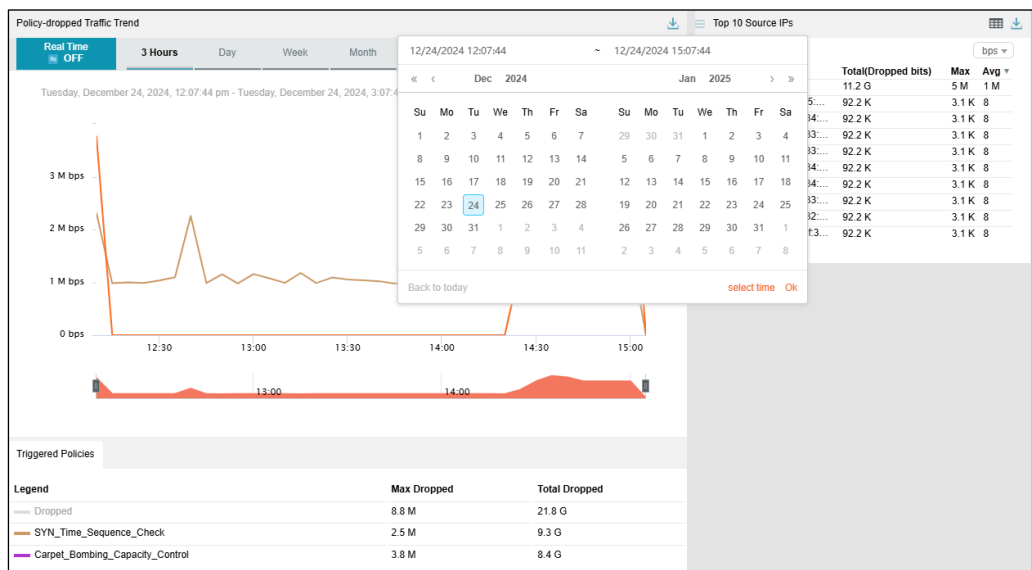 Policy-dropped Traffic Trend
Real Time
OFF
3 Hours
Day
Week
Month
Tuesday, December 24, 2024, 12:07:44 pm - Tuesday, December 24, 2024, 3:07:4
3 M bps
2 M bps
1 M bps
0 bps
12:30 13:00 13:30 14:00 14:30 15:00
13:00 14:00
12/24/2024 12:07:44 ~ 12/24/2024 15:07:44
« ‹ Dec 2024
Su Mo Tu We Th Fr Sa
1 2 3 4 5 6 7
8 9 10 11 12 13 14
15 16 17 18 19 20 21
22 23 24 25 26 27 28
29 30 31 1 2 3 4
5 6 7 8 9 10 11
Jan 2025 › »
Su Mo Tu We Th Fr Sa
29 30 31 1 2 3 4
5 6 7 8 9 10 11
12 13 14 15 16 17 18
19 20 21 22 23 24 25
26 27 28 29 30 31 1
2 3 4 5 6 7 8
Back to today
select time Ok
Top 10 Source IPs
bps
Total(Dropped bits) Max Avg
11.2 G 5 M 1 M
5:... 92.2 K 3.1 K 8
34:... 92.2 K 3.1 K 8
33:... 92.2 K 3.1 K 8
33:... 92.2 K 3.1 K 8
34:... 92.2 K 3.1 K 8
34:... 92.2 K 3.1 K 8
33:... 92.2 K 3.1 K 8
32:... 92.2 K 3.1 K 8
f:3... 92.2 K 3.1 K 8
Triggered Policies
Legend Max Dropped Total Dropped
Dropped 8.8 M 21.8 G
SYN_Time_Sequence_Check 2.5 M 9.3 G
Carpet_Bombing_Capacity_Control 3.8 M 8.4 G